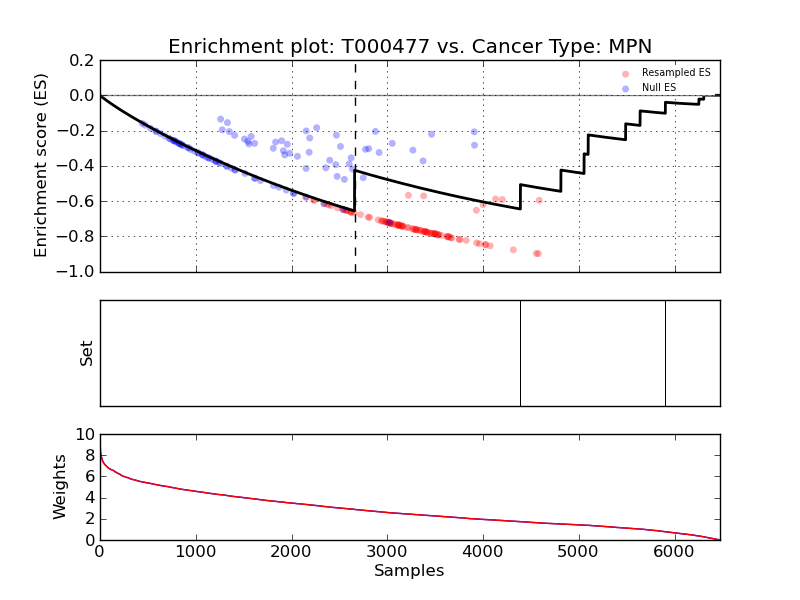 Enrichment plot: T000477 vs. Cancer Type: MPN
Enrichment score (ES)
0.2
0.0
−0.2
−0.4
−0.6
−0.8
−1.0
Resampled ES
Null ES
Set
Weights
10
8
6
4
2
0
0 1000 2000 3000 4000 5000 6000
Samples